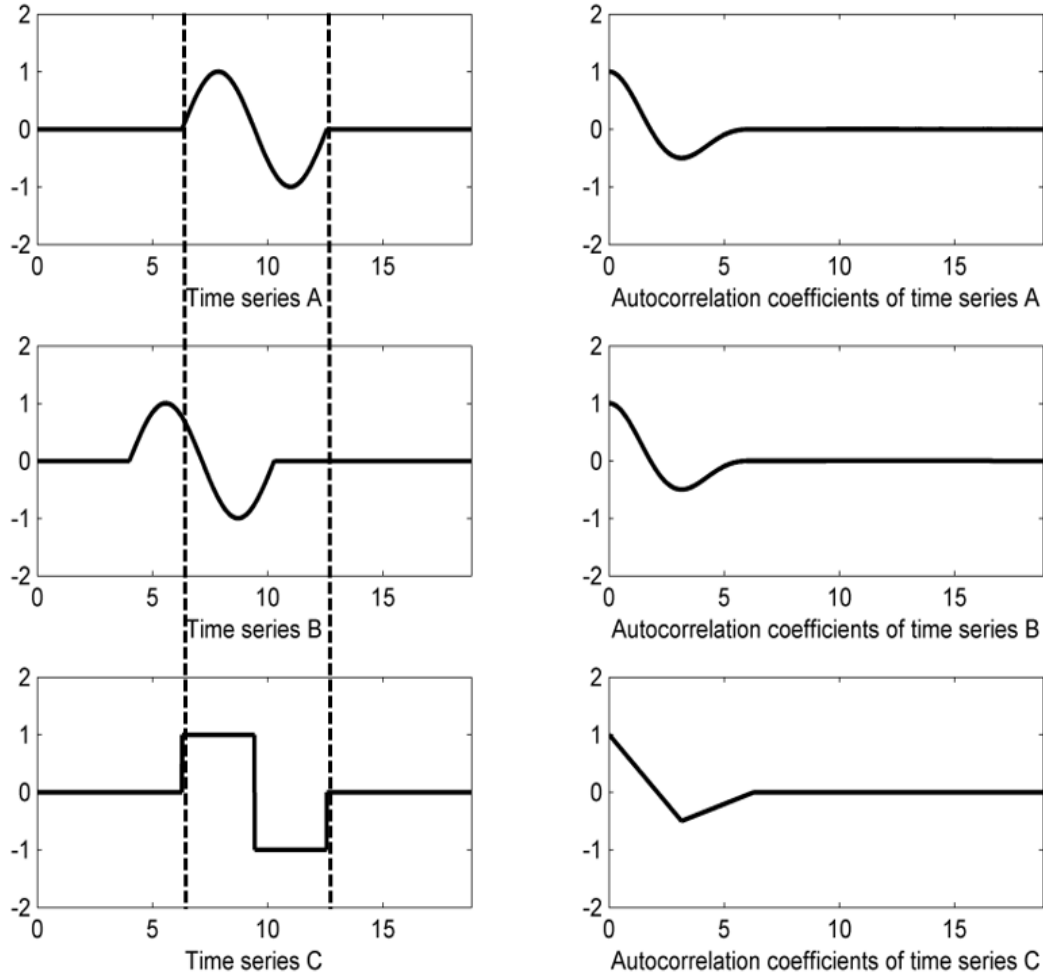 2
1
0
-1
-2
0 5 10 15
Time series A
2
1
0
-1
-2
0 5 10 15
Autocorrelation coefficients of time series A
2
1
0
-1
-2
0 5 10 15
Time series B
2
1
0
-1
-2
0 5 10 15
Autocorrelation coefficients of time series B
2
1
0
-1
-2
0 5 10 15
Time series C
2
1
0
-1
-2
0 5 10 15
Autocorrelation coefficients of time series C